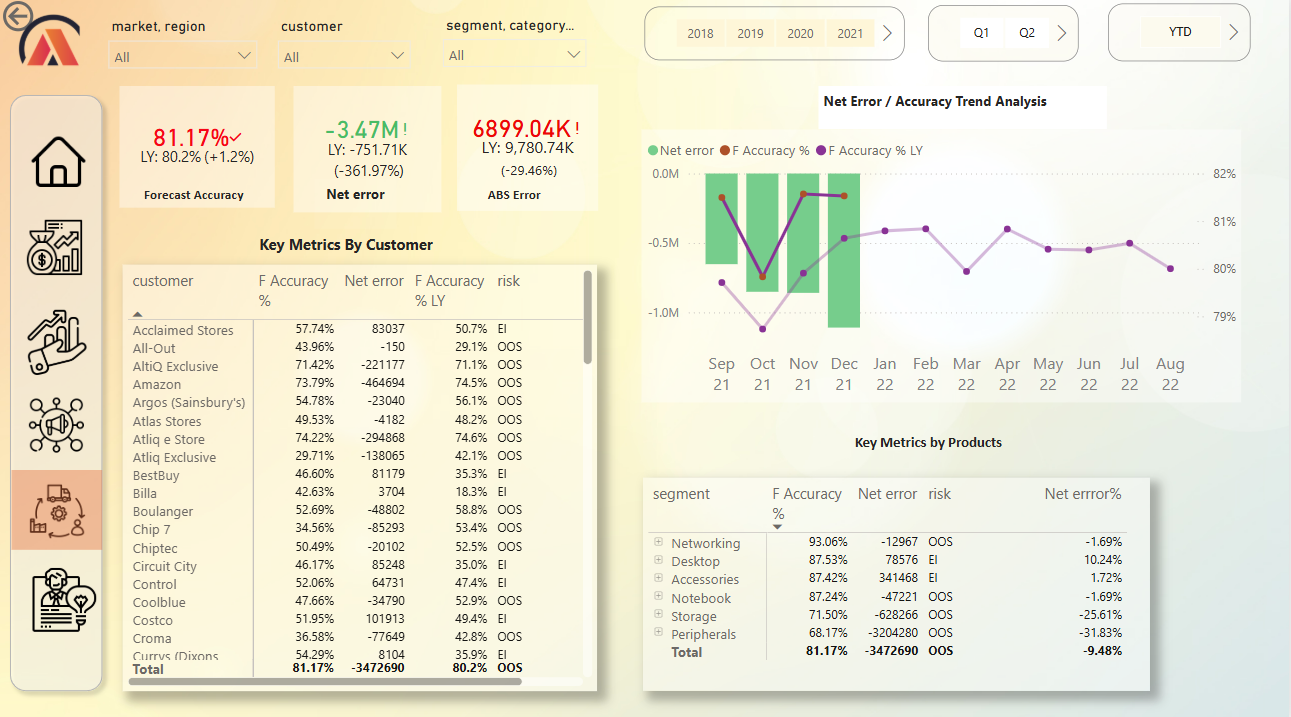 market, region
customer
segment, category...
All
All
All
2018 2019 2020 2021
Q1 Q2
YTD
81.17%
LY: 80.2% (+1.2%)
Forecast Accuracy
-3.47M!
LY: -751.71K
(-361.97%)
Net error
6899.04K!
LY: 9,780.74K
(-29.46%)
ABS Error
Net Error / Accuracy Trend Analysis
Net error F Accuracy % F Accuracy % LY
0.0M
-0.5M
-1.0M
82%
81%
80%
79%
Sep Oct Nov Dec Jan Feb Mar Apr May Jun Jul Aug
21 21 21 21 22 22 22 22 22 22 22 22
Key Metrics By Customer
customer F Accuracy % Net error F Accuracy % LY risk
Acclaimed Stores 57.74% 83037 50.7% EI
All-Out 43.96% -150 29.1% OOS
AltiQ Exclusive 71.42% -221177 71.1% OOS
Amazon 73.79% -464694 74.5% OOS
Argos (Sainsbury's) 54.78% -23040 56.1% OOS
Atlas Stores 49.53% -4182 48.2% OOS
Atliq e Store 74.22% -294868 74.6% OOS
Atliq Exclusive 29.71% -138065 42.1% OOS
BestBuy 46.60% 81179 35.3% EI
Billa 42.63% 3704 18.3% EI
Boulanger 52.69% -48802 58.8% OOS
Chip 7 34.56% -85293 53.4% OOS
Chiptec 50.49% -20102 52.5% OOS
Circuit City 46.17% 85248 35.0% EI
Control 52.06% 64731 47.4% EI
Coolblue 47.66% -34790 52.9% OOS
Costco 51.95% 101913 49.4% EI
Croma 36.58% -77649 42.8% OOS
Currys (Dixons 54.29% 8104 35.9% EI
Total 81.17% -3472690 80.2% OOS
Key Metrics by Products
segment F Accuracy % Net error risk Net errror%
Networking 93.06% -12967 OOS -1.69%
Desktop 87.53% 78576 EI 10.24%
Accessories 87.42% 341468 EI 1.72%
Notebook 87.24% -47221 OOS -1.69%
Storage 71.50% -628266 OOS -25.61%
Peripherals 68.17% -3204280 OOS -31.83%
Total 81.17% -3472690 OOS -9.48%